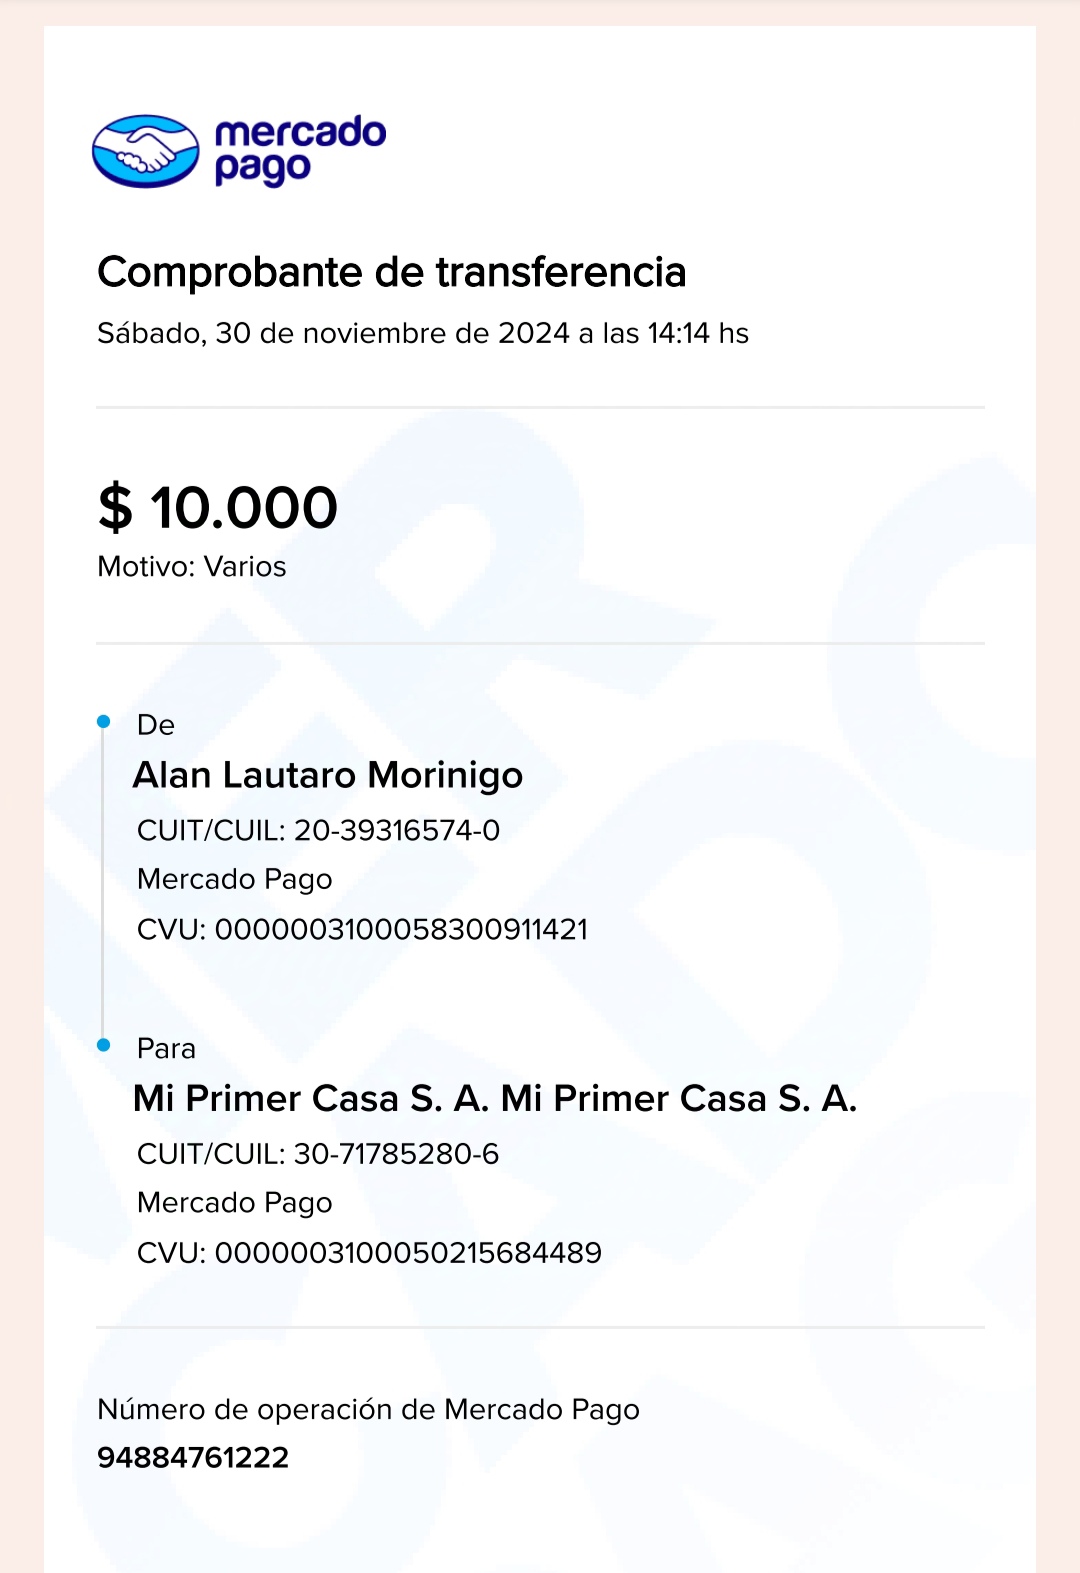 mercado
pago
Comprobante de transferencia
Sábado, 30 de noviembre de 2024 a las 14:14 hs
$ 10.000
Motivo: Varios
De
Alan Lautaro Morinigo
CUIT/CUIL: 20-39316574-0
Mercado Pago
CVU: 0000003100058300911421
Para
Mi Primer Casa S. A. Mi Primer Casa S. A.
CUIT/CUIL: 30-71785280-6
Mercado Pago
CVU: 0000003100050215684489
Número de operación de Mercado Pago
94884761222